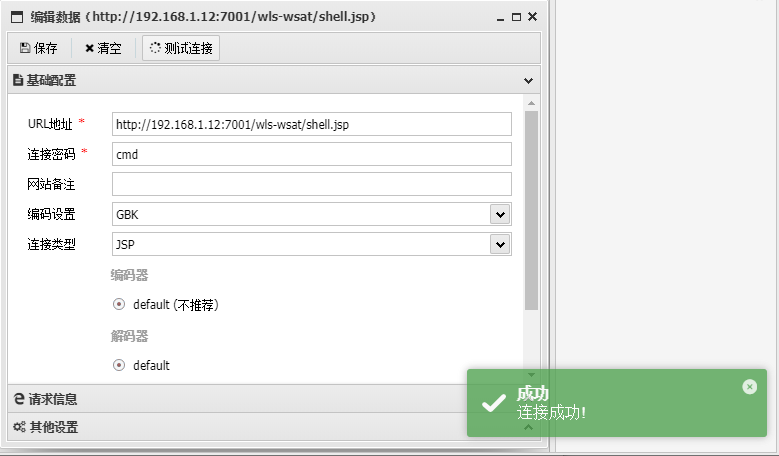 编辑数据 (http://192.168.1.12:7001/wls-wsat/shell.jsp)
保存 清空 测试连接
基础配置
URL地址 * http://192.168.1.12:7001/wls-wsat/shell.jsp
连接密码 * cmd
网站备注
编码设置 GBK
连接类型 JSP
编码器
default (不推荐)
解码器
default
请求信息
其他设置
成功
连接成功!